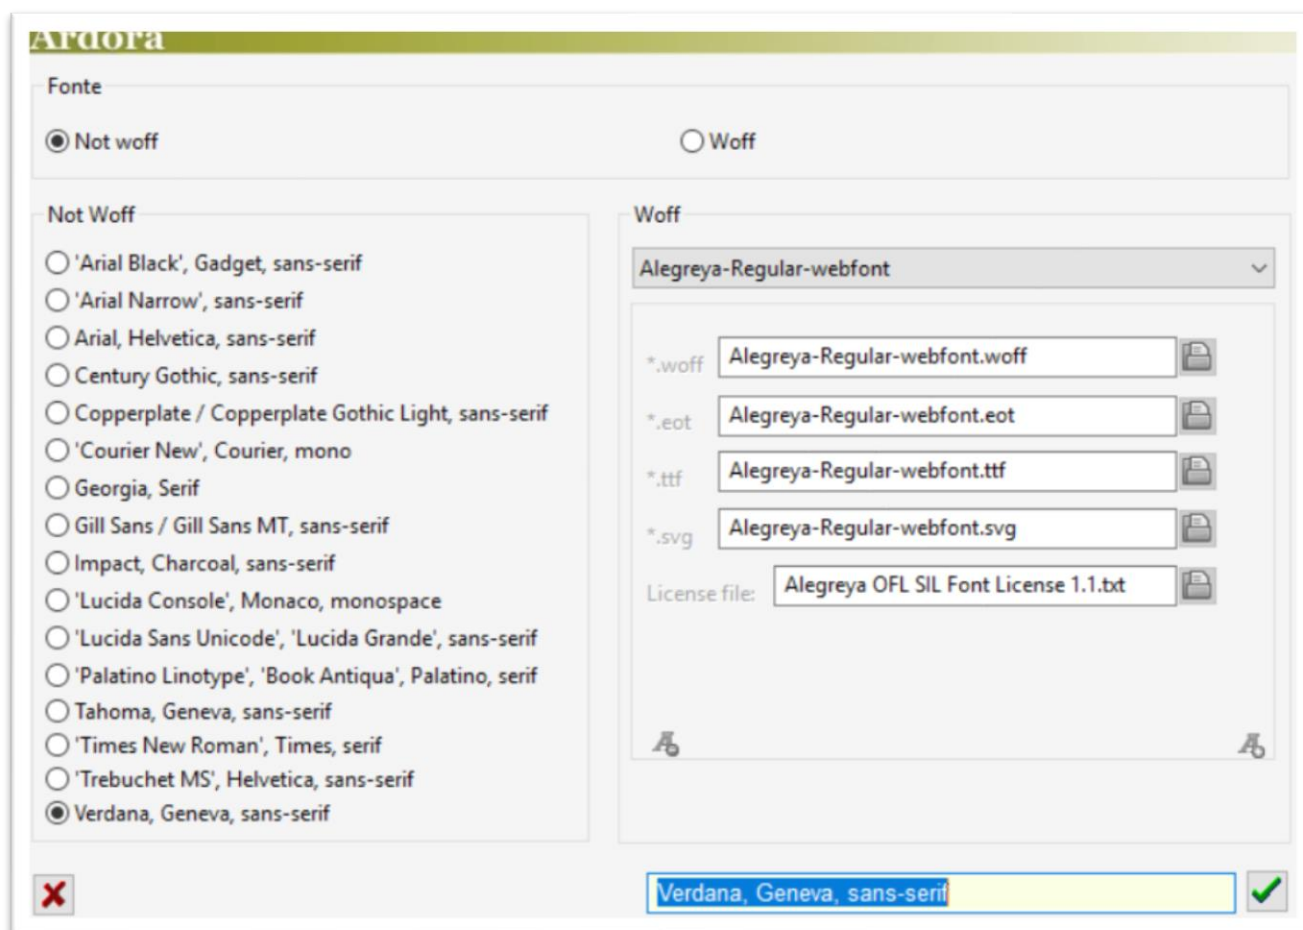 Ardora
Fonte
Not woff
Woff
Not Woff
'Arial Black', Gadget, sans-serif
'Arial Narrow', sans-serif
Arial, Helvetica, sans-serif
Century Gothic, sans-serif
Copperplate / Copperplate Gothic Light, sans-serif
'Courier New', Courier, mono
Georgia, Serif
Gill Sans / Gill Sans MT, sans-serif
Impact, Charcoal, sans-serif
'Lucida Console', Monaco, monospace
'Lucida Sans Unicode', 'Lucida Grande', sans-serif
'Palatino Linotype', 'Book Antiqua', Palatino, serif
Tahoma, Geneva, sans-serif
'Times New Roman', Times, serif
'Trebuchet MS', Helvetica, sans-serif
Verdana, Geneva, sans-serif
Woff
Alegreya-Regular-webfont
*.woff Alegreya-Regular-webfont.woff
*.eot Alegreya-Regular-webfont.eot
*.ttf Alegreya-Regular-webfont.ttf
*.svg Alegreya-Regular-webfont.svg
License file: Alegreya OFL SIL Font License 1.1.txt
Verdana, Geneva, sans-serif